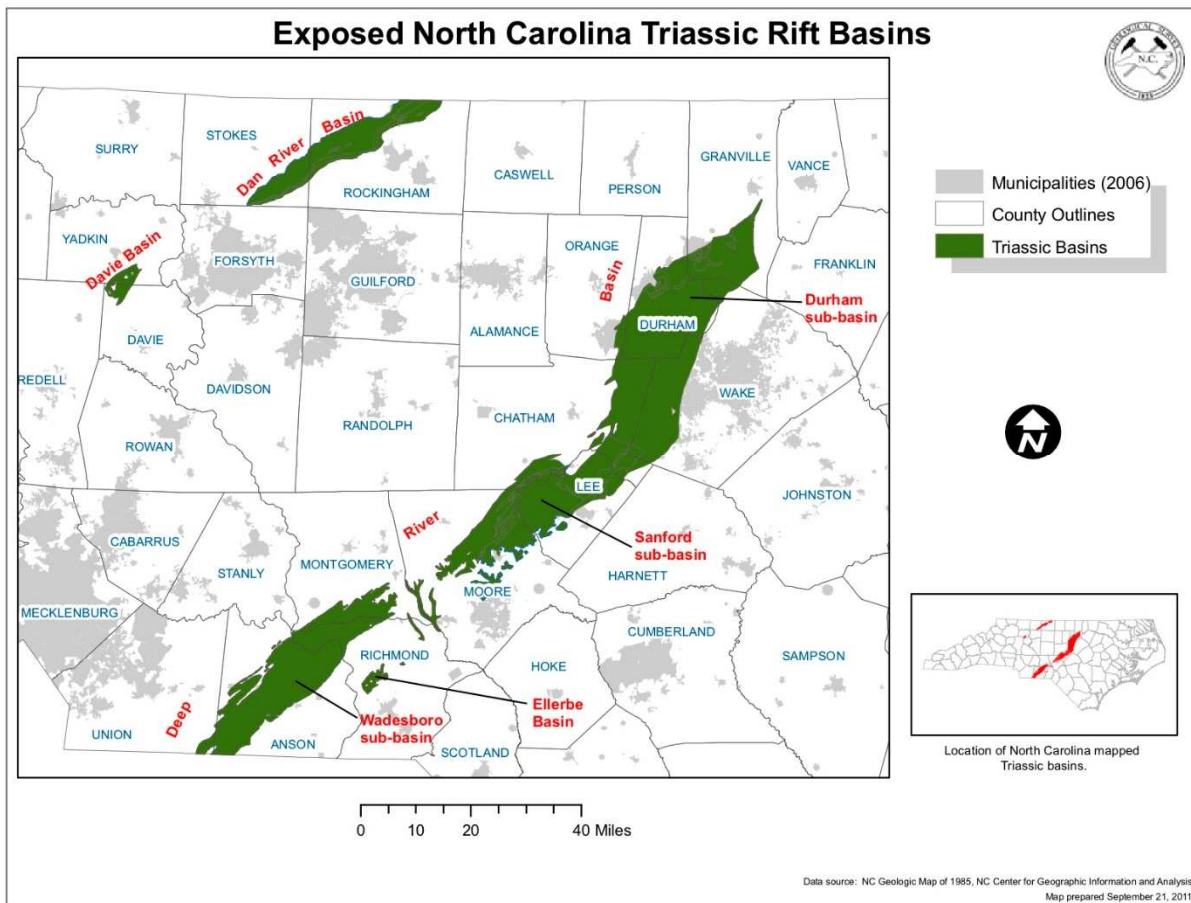 Exposed North Carolina Triassic Rift Basins
GEOLOGICAL SURVEY
N.C.
1823
SURRY
STOKES
Dan River Basin
ROCKINGHAM
CASWELL
PERSON
GRANVILLE
VANCE
YADKIN
Davie Basin
FORSYTH
GUILFORD
ORANGE
Basin
FRANKLIN
Durham
sub-basin
DURHAM
ALAMANCE
DAVIE
REDELL
DAVIDSON
RANDOLPH
CHATHAM
WAKE
ROWAN
LEE
JOHNSTON
River
Sanford
sub-basin
CABARRUS
STANLY
MONTGOMERY
MOORE
HARNETT
MECKLENBURG
RICHMOND
HOKE
CUMBERLAND
SAMPSON
Deep
Wadesboro
sub-basin
Ellerbe
Basin
UNION
ANSON
SCOTLAND
Municipalities (2006)
County Outlines
Triassic Basins
N
Location of North Carolina mapped
Triassic basins.
0 10 20 40 Miles
Data source: NC Geologic Map of 1985, NC Center for Geographic Information and Analysis
Map prepared September 21, 2011